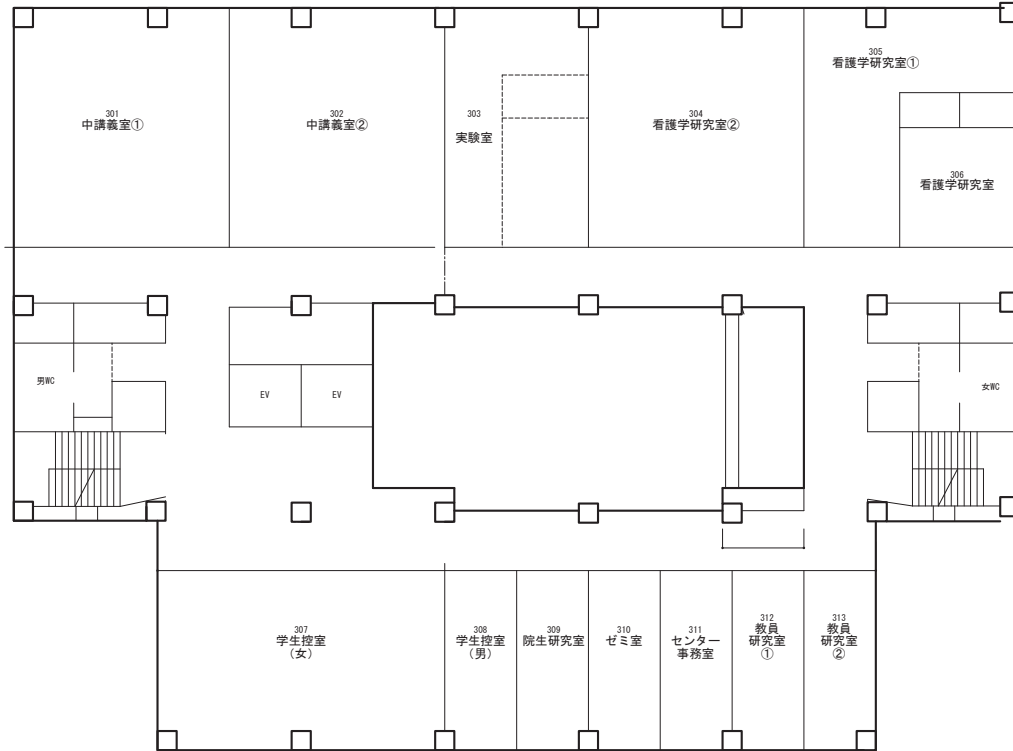 301
中講義室①
302
中講義室②
303
実験室
304
看護学研究室②
305
看護学研究室①
306
看護学研究室
男WC
EV
EV
女WC
307
学生控室
(女)
308
学生控室
(男)
309
院生研究室
310
ゼミ室
311
センター
事務室
312
教員
研究室
①
313
教員
研究室
②